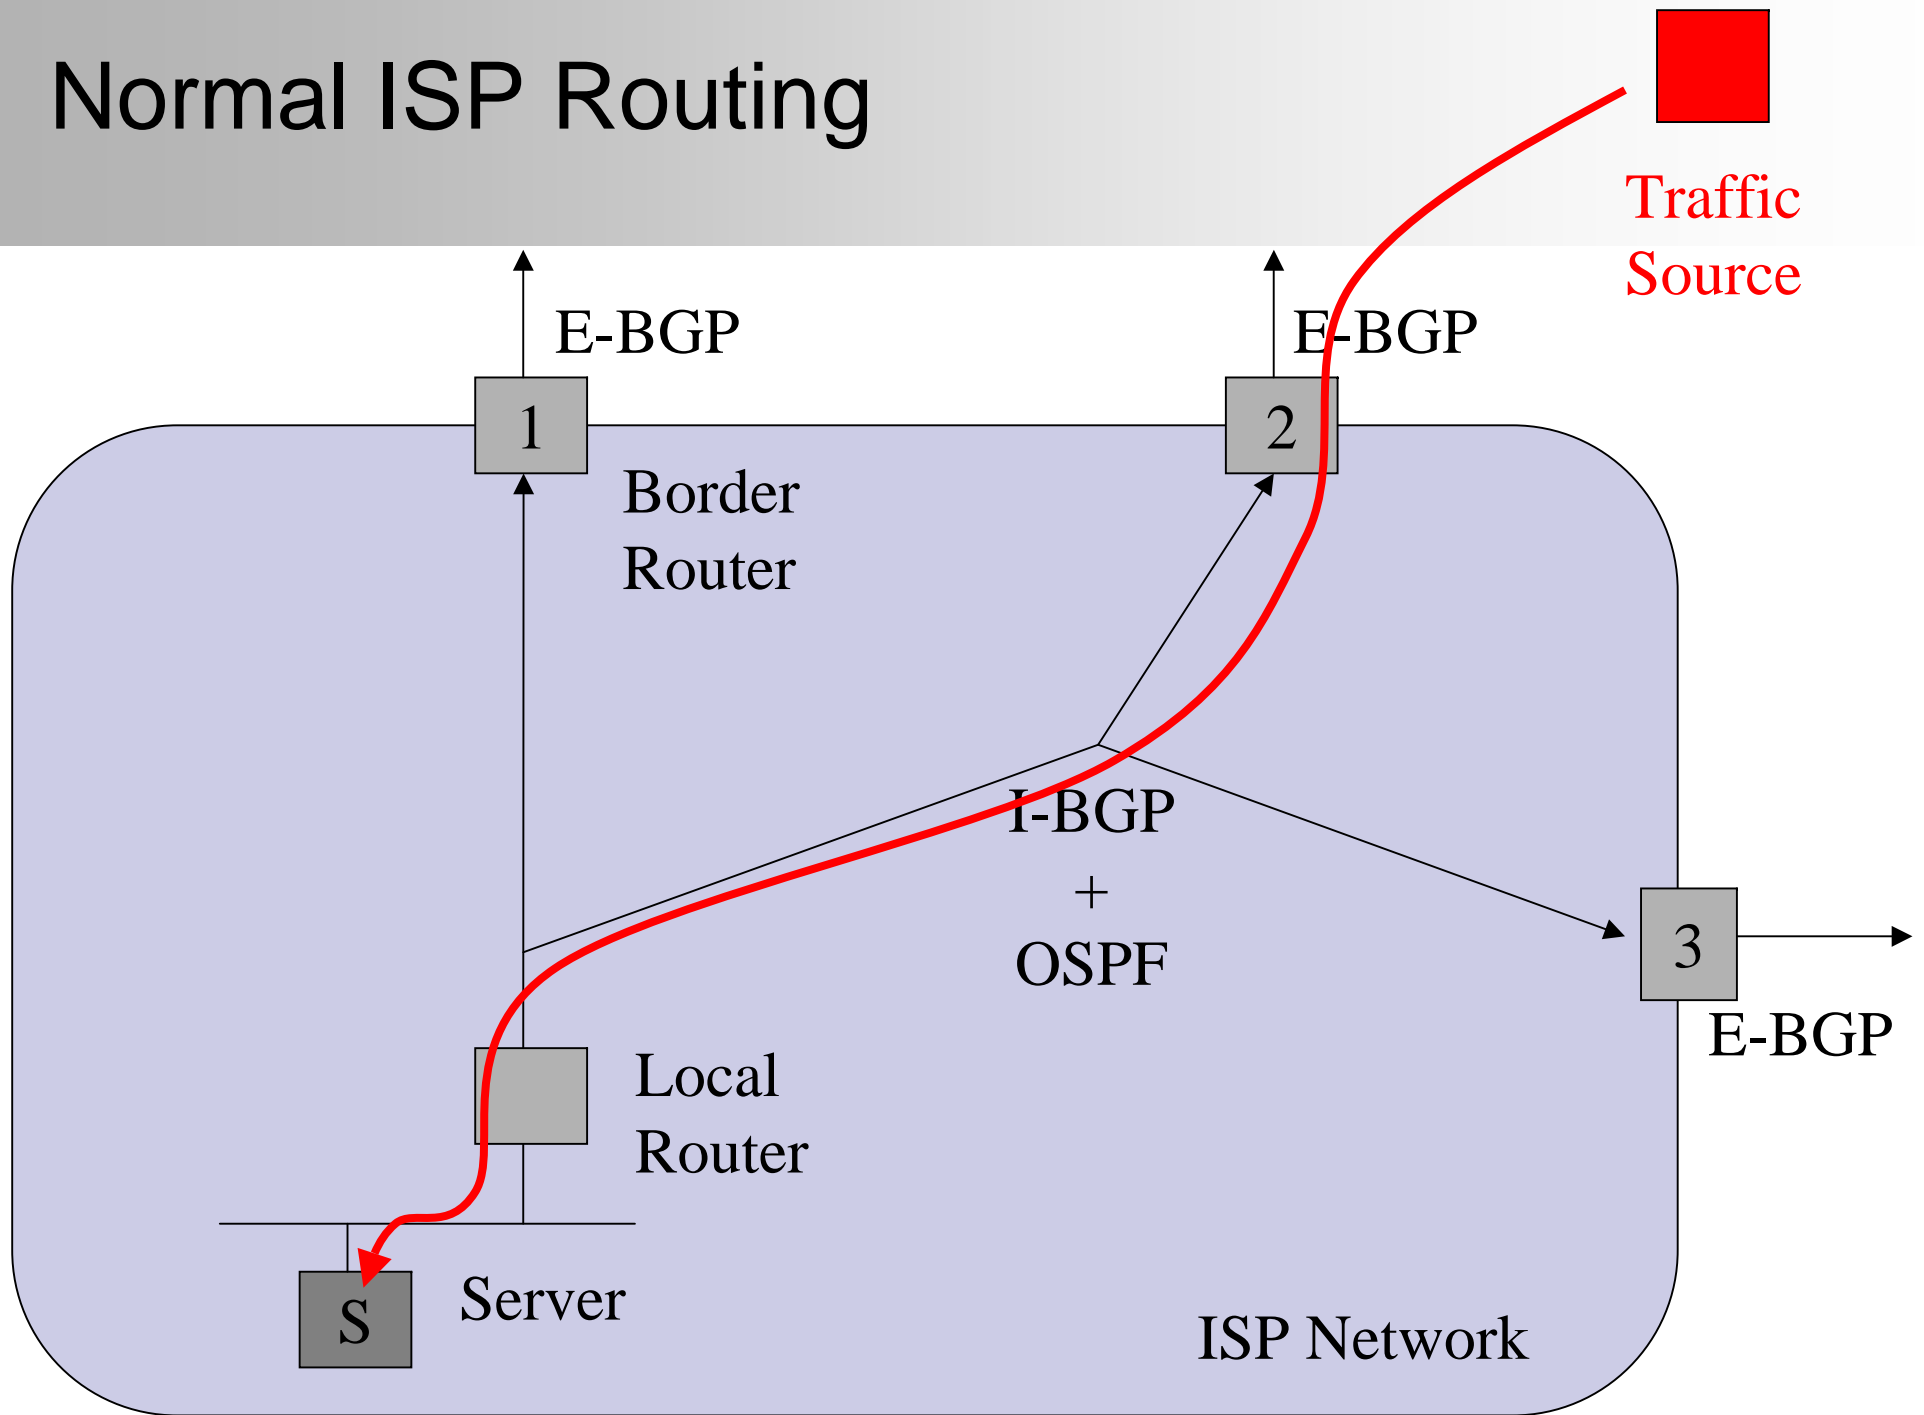 Normal ISP Routing
Traffic
Source
E-BGP
E-BGP
1
2
Border
Router
I-BGP
+
OSPF
3
E-BGP
Local
Router
Server
S
ISP Network